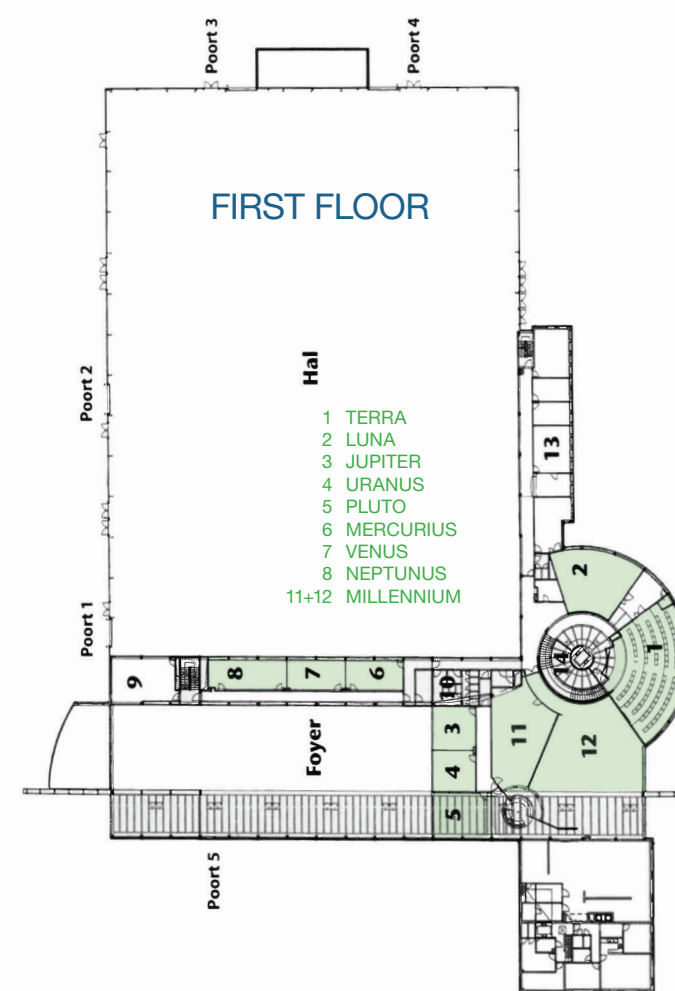 Poort 3
Poort 4
FIRST FLOOR
Poort 2
Hal
1 TERRA
2 LUNA
3 JUPITER
4 URANUS
5 PLUTO
6 MERCURIUS
7 VENUS
8 NEPTUNUS
11+12 MILLENNIUM
13
2
Poort 1
1
14
9
8
7
6
10
3
11
Foyer
12
4
5
Poort 5